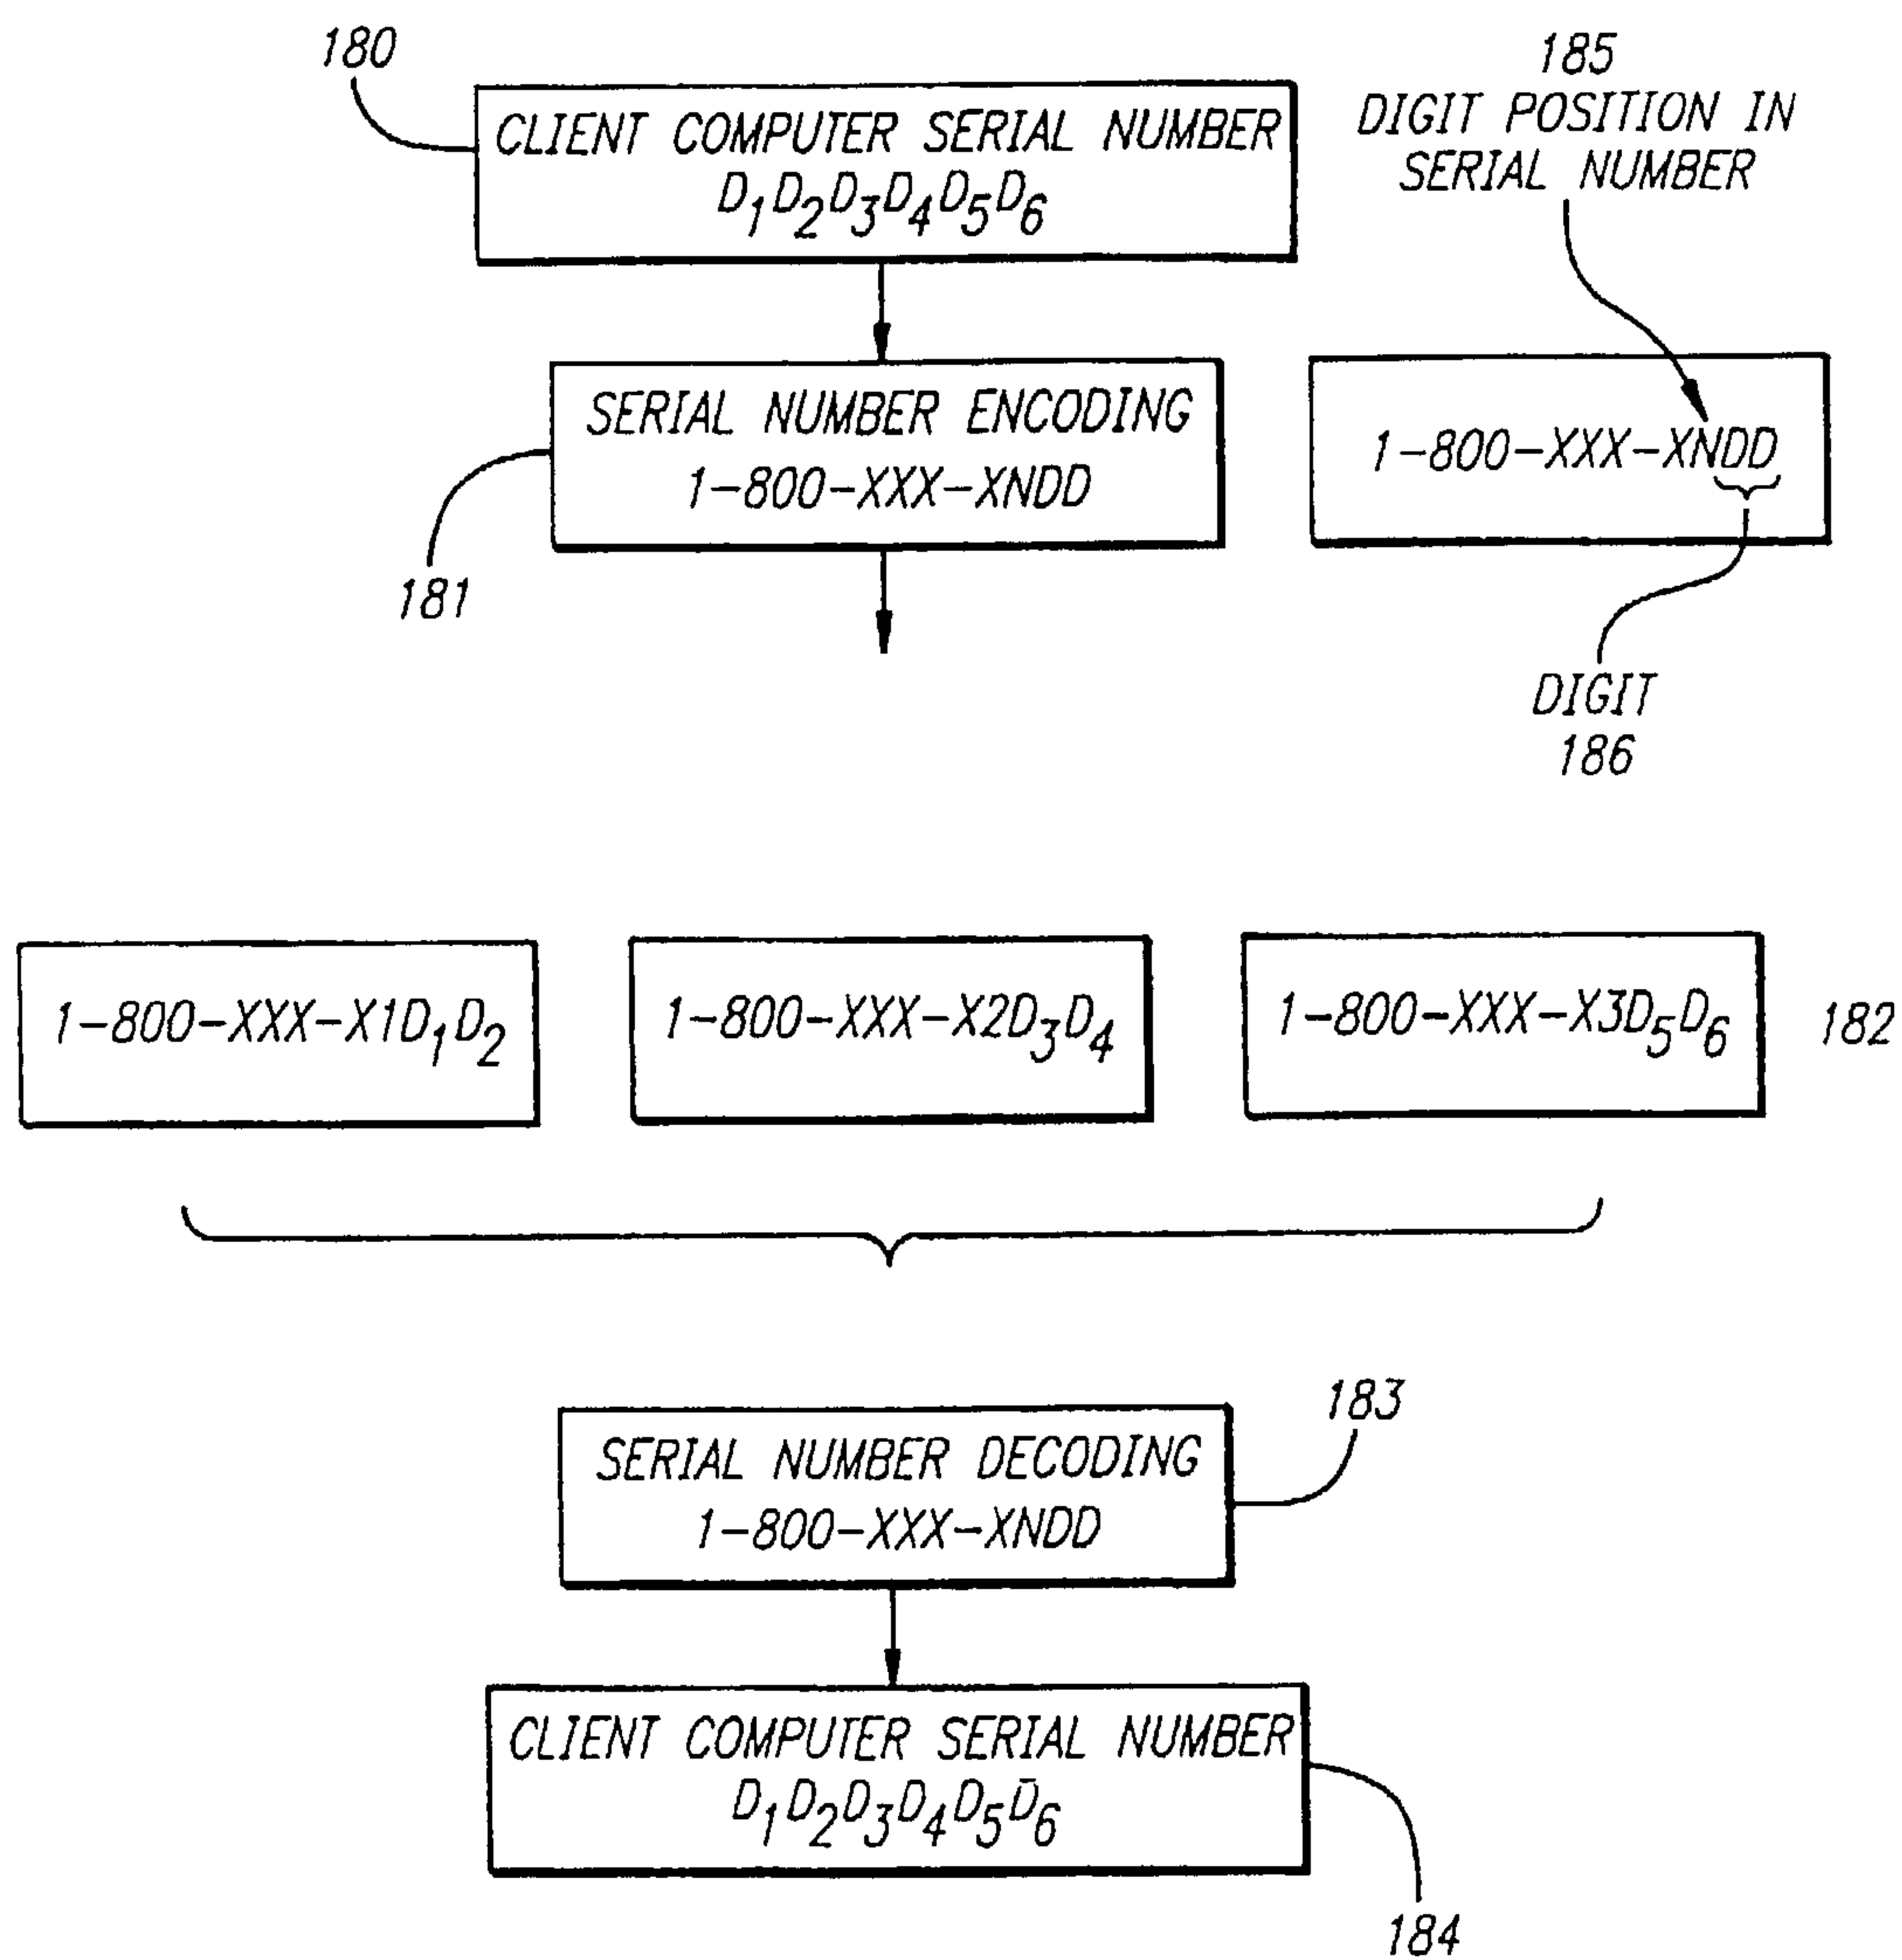 180
CLIENT COMPUTER SERIAL NUMBER
D₁D₂D₃D₄D₅D₆
185
DIGIT POSITION IN
SERIAL NUMBER
SERIAL NUMBER ENCODING
1-800-XXX-XNDD
181
1-800-XXX-XNDD
DIGIT
186
1-800-XXX-X1D₁D₂
1-800-XXX-X2D₃D₄
1-800-XXX-X3D₅D₆
182
183
SERIAL NUMBER DECODING
1-800-XXX-XNDD
CLIENT COMPUTER SERIAL NUMBER
D₁D₂D₃D₄D₅D₆
184